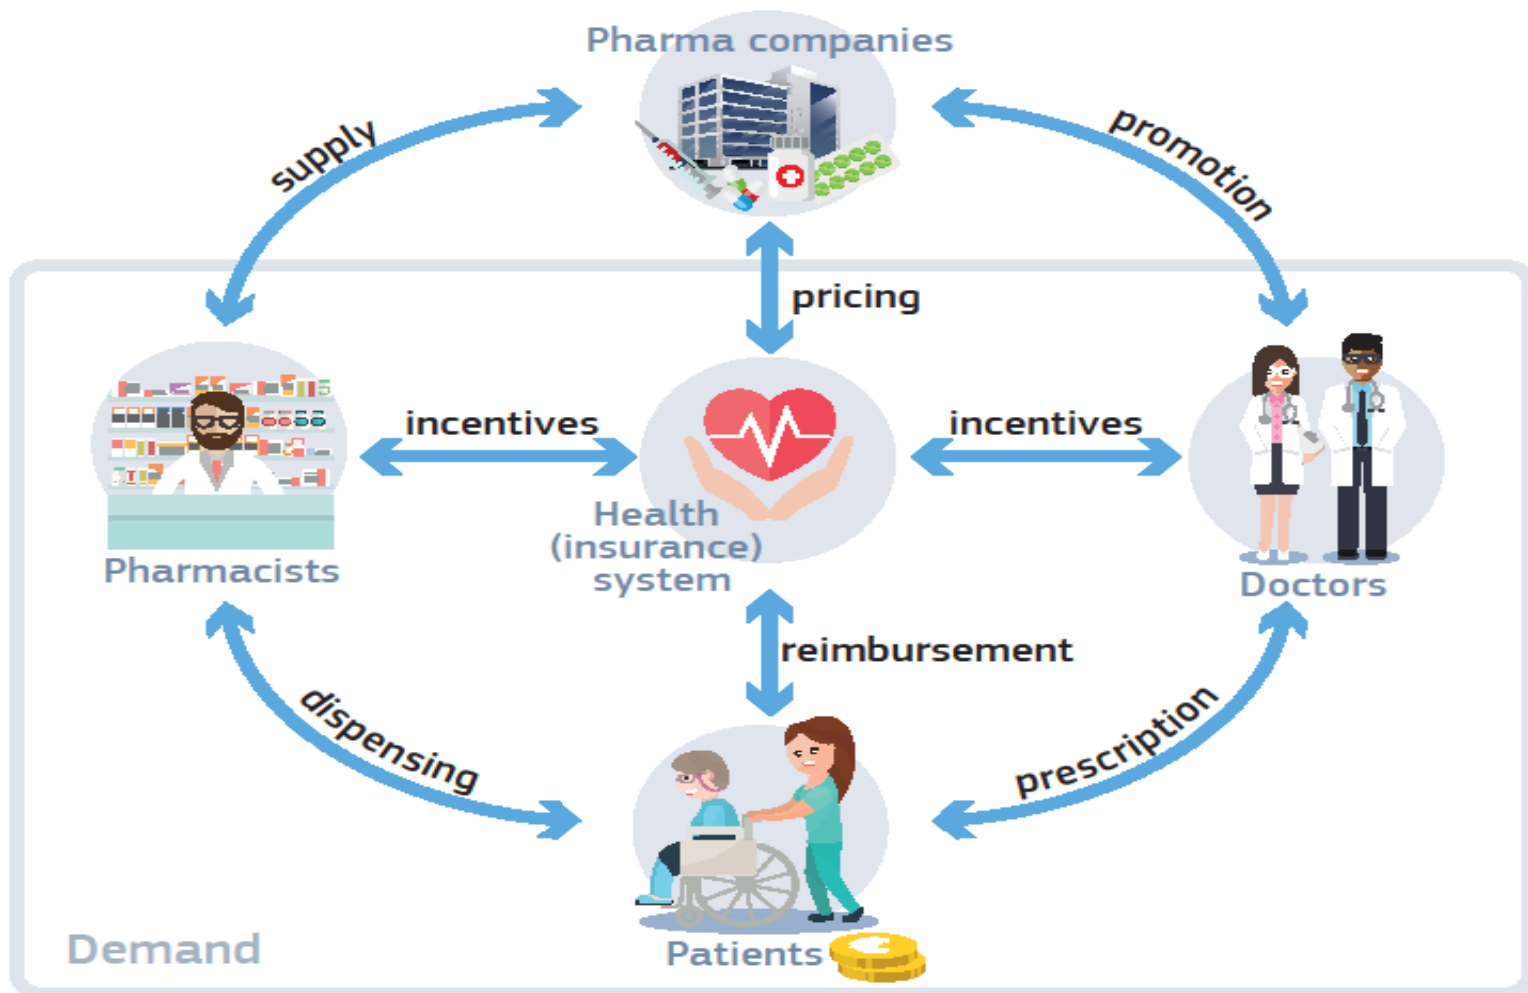 Pharma companies
supply
promotion
pricing
incentives
incentives
Health
(insurance)
system
Pharmacists
Doctors
reimbursement
dispensing
prescription
Demand
Patients
€